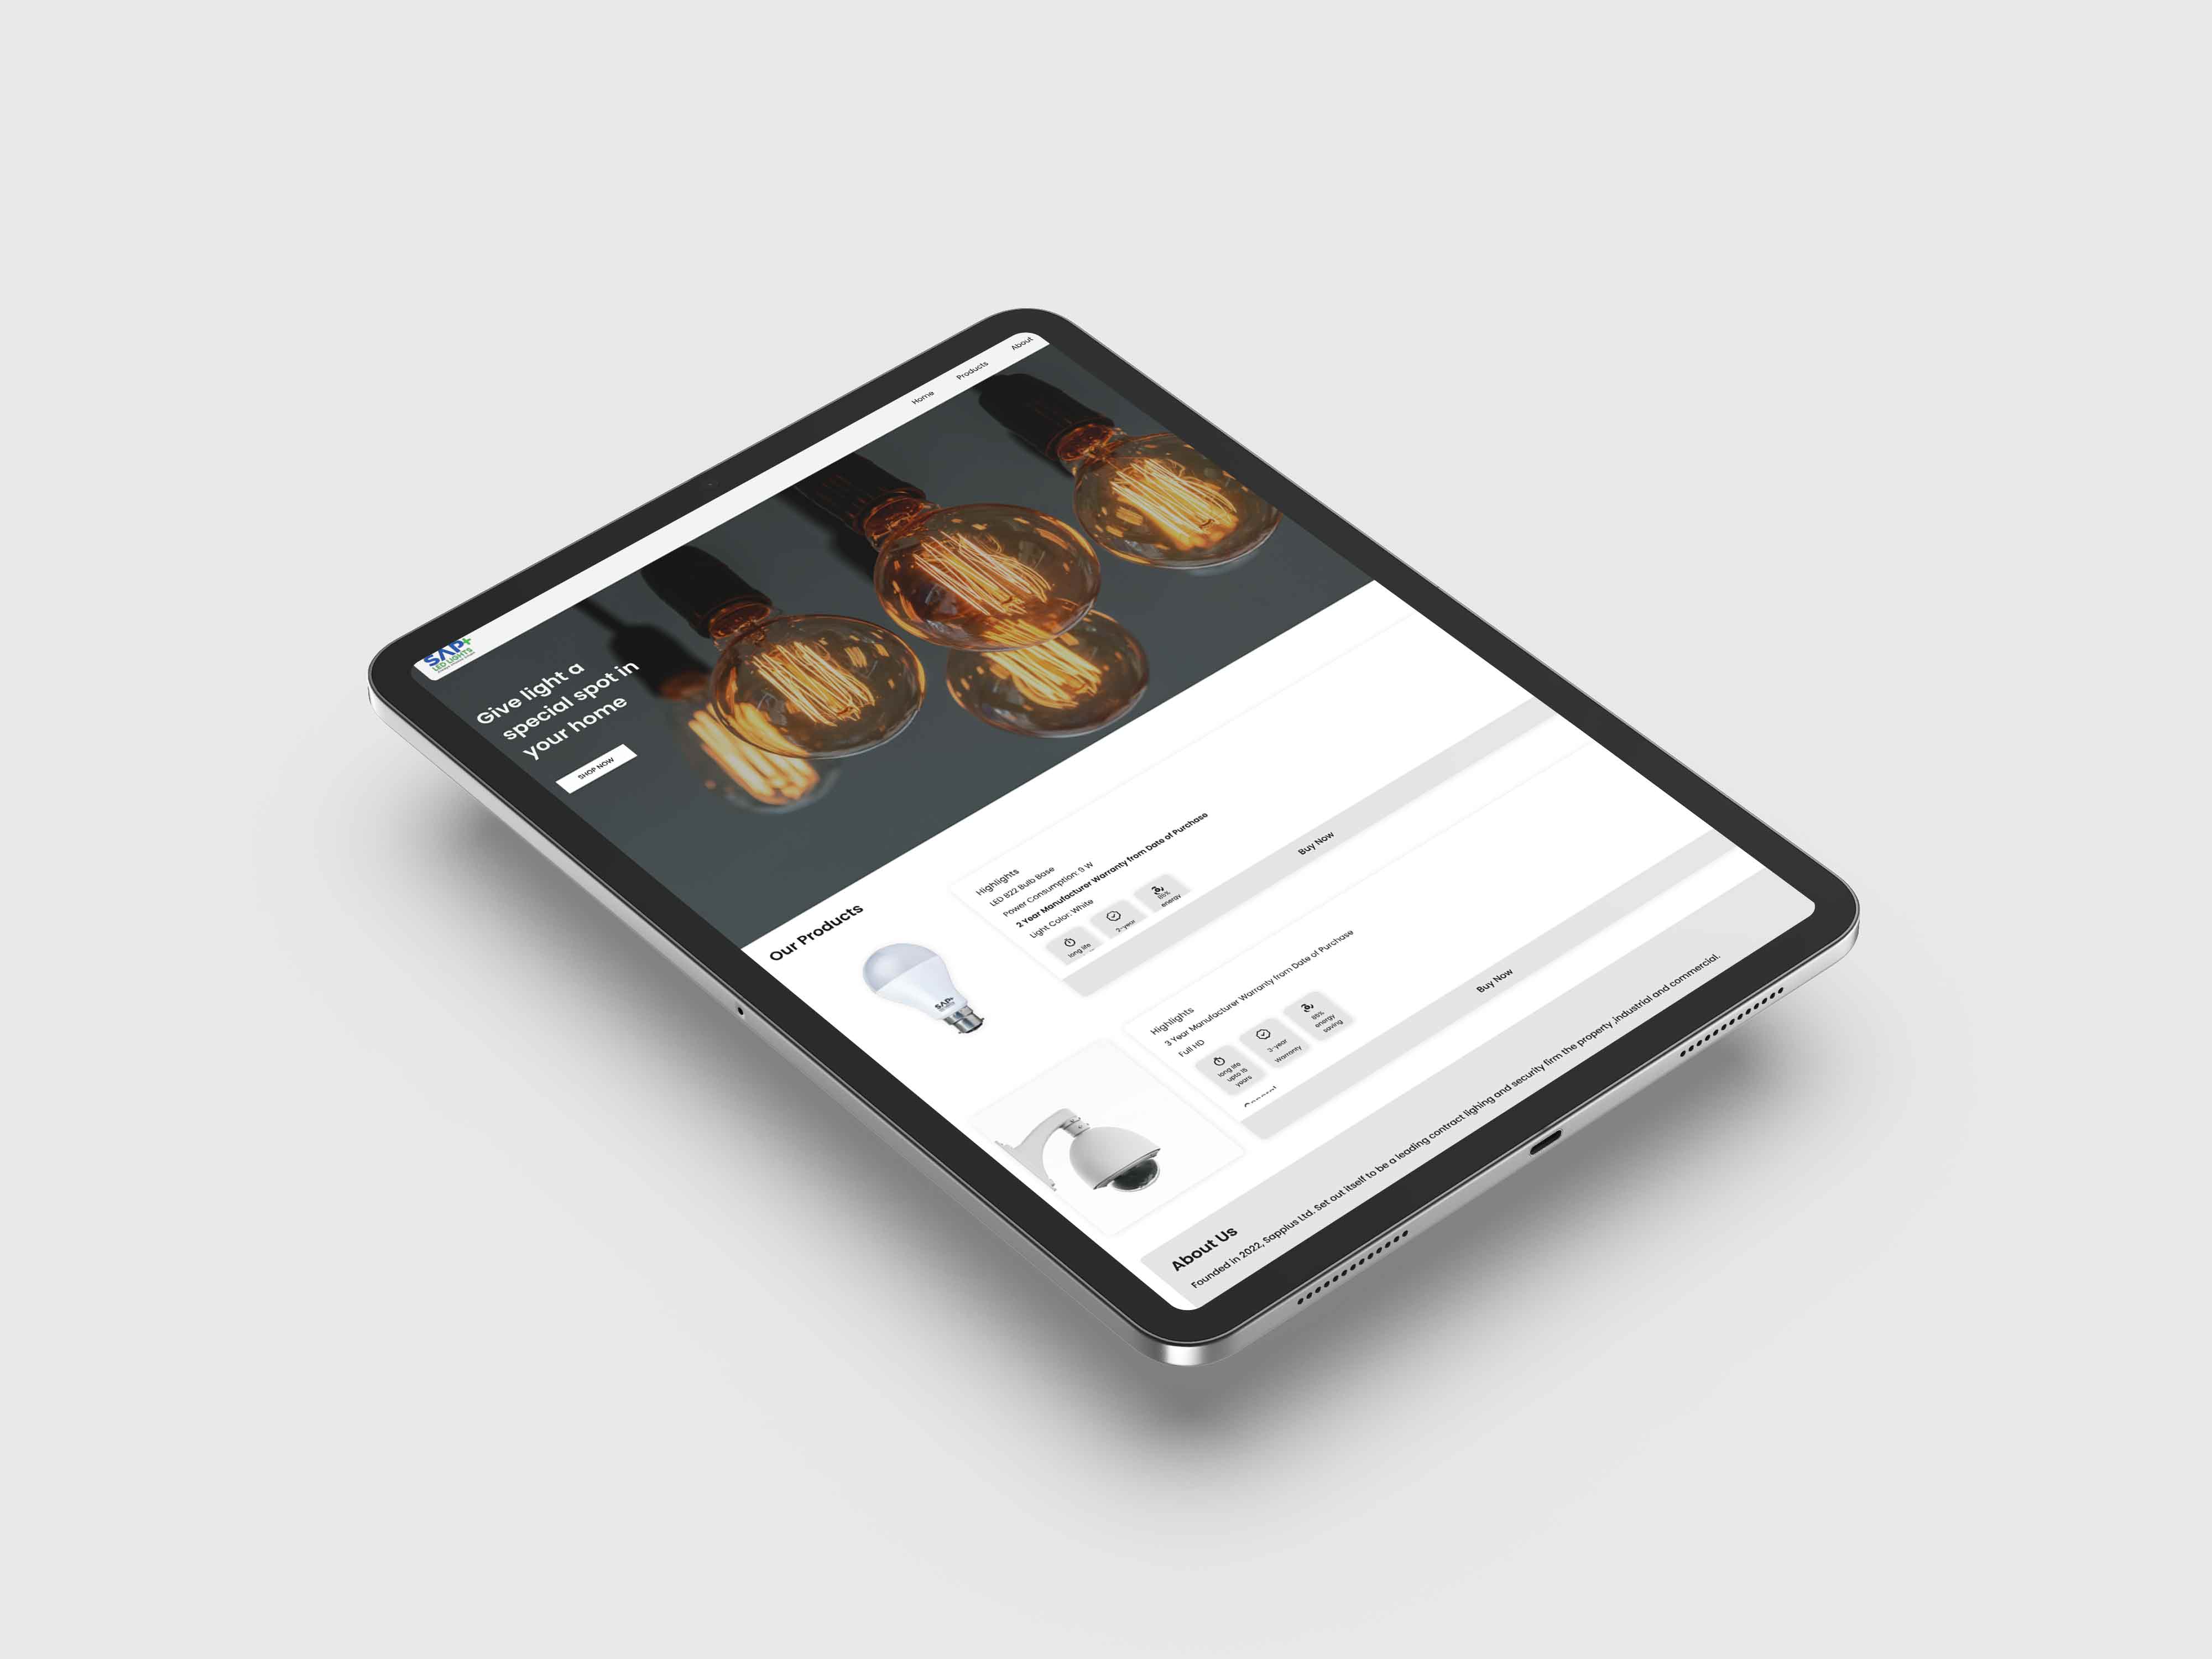 Home
Products
About
SAP+
LED LIGHTS
Give light a
special spot in
your home
SHOP NOW
Our Products
SAP+
Highlights
LED B22 Bulb Base
Power Consumption: 9 W
2 Year Manufacturer Warranty from Date of Purchase
Light Color: White
long life
2-year
85%
energy
Buy Now
Highlights
3 Year Manufacturer Warranty from Date of Purchase
Full HD
long life
upto 15
years
3-year
Warranty
85%
energy
saving
Buy Now
About Us
Founded in 2022, Sapplus Ltd. Set out itself to be a leading contract lighing and security firm the property ,industrial and commercial.